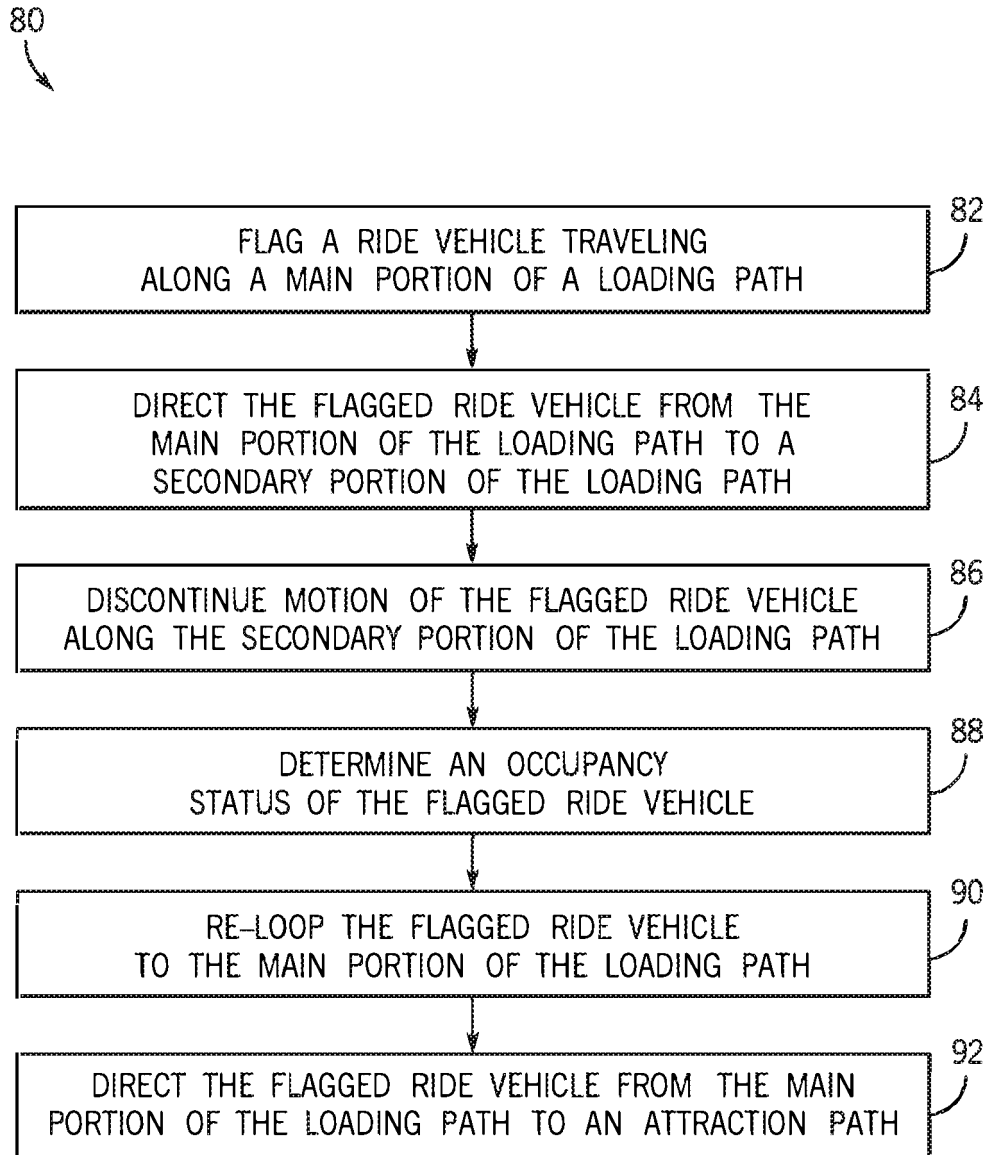 80
82
FLAG A RIDE VEHICLE TRAVELING
ALONG A MAIN PORTION OF A LOADING PATH
84
DIRECT THE FLAGGED RIDE VEHICLE FROM THE
MAIN PORTION OF THE LOADING PATH TO A
SECONDARY PORTION OF THE LOADING PATH
86
DISCONTINUE MOTION OF THE FLAGGED RIDE VEHICLE
ALONG THE SECONDARY PORTION OF THE LOADING PATH
88
DETERMINE AN OCCUPANCY
STATUS OF THE FLAGGED RIDE VEHICLE
90
RE-LOOP THE FLAGGED RIDE VEHICLE
TO THE MAIN PORTION OF THE LOADING PATH
92
DIRECT THE FLAGGED RIDE VEHICLE FROM THE MAIN
PORTION OF THE LOADING PATH TO AN ATTRACTION PATH